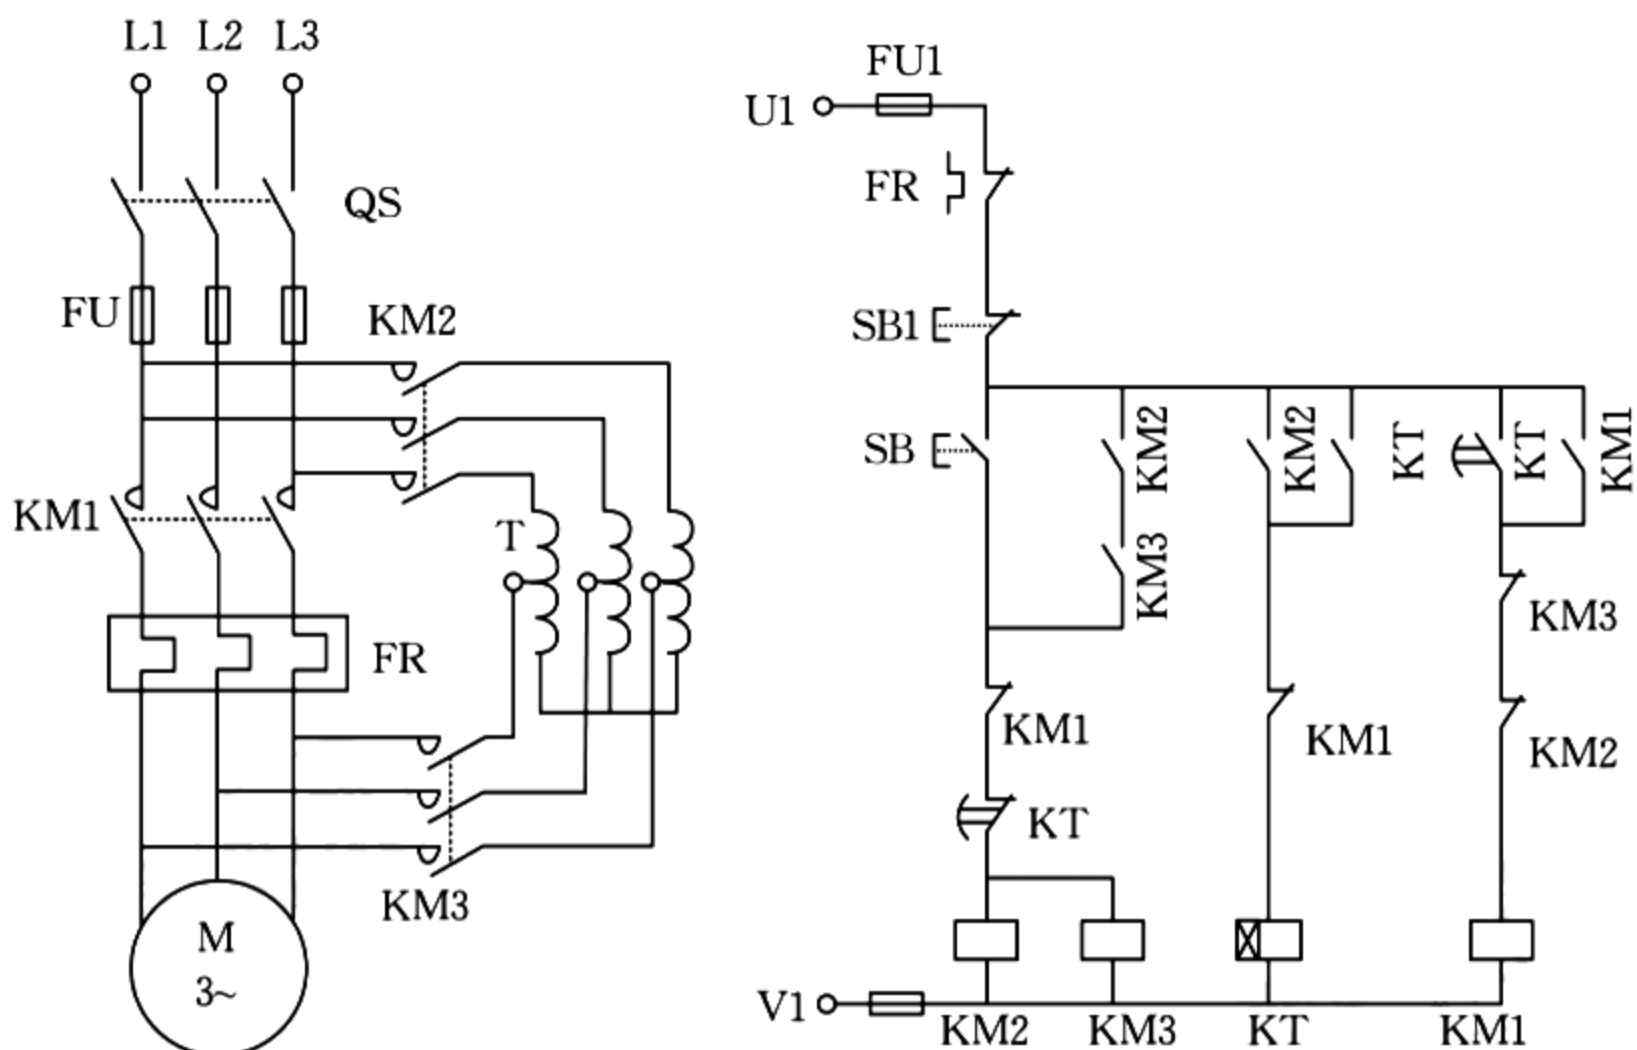 L1 L2 L3
QS
FU
KM2
KM1
T
FR
KM3
M
3~
FU1
U1
FR
SB1
SB
KM2
KM3
KM2
KT
KT
KM1
KM3
KM1
KM1
KM2
KT
V1
KM2 KM3 KT KM1